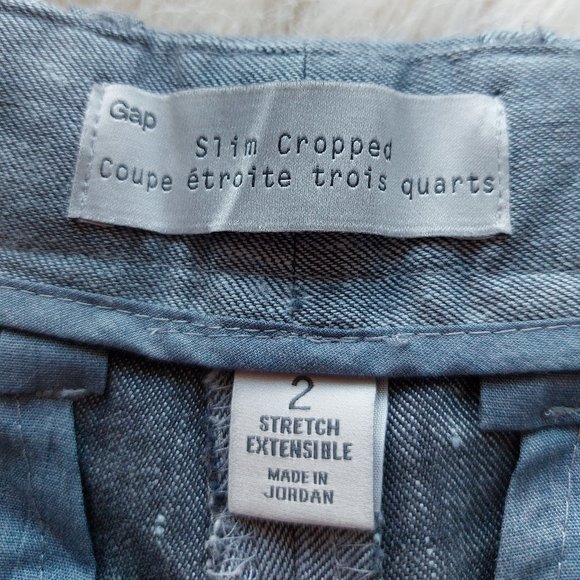 Gap
Slim Cropped
Coupe étroite trois quarts
2
STRETCH
EXTENSIBLE
MADE IN
JORDAN